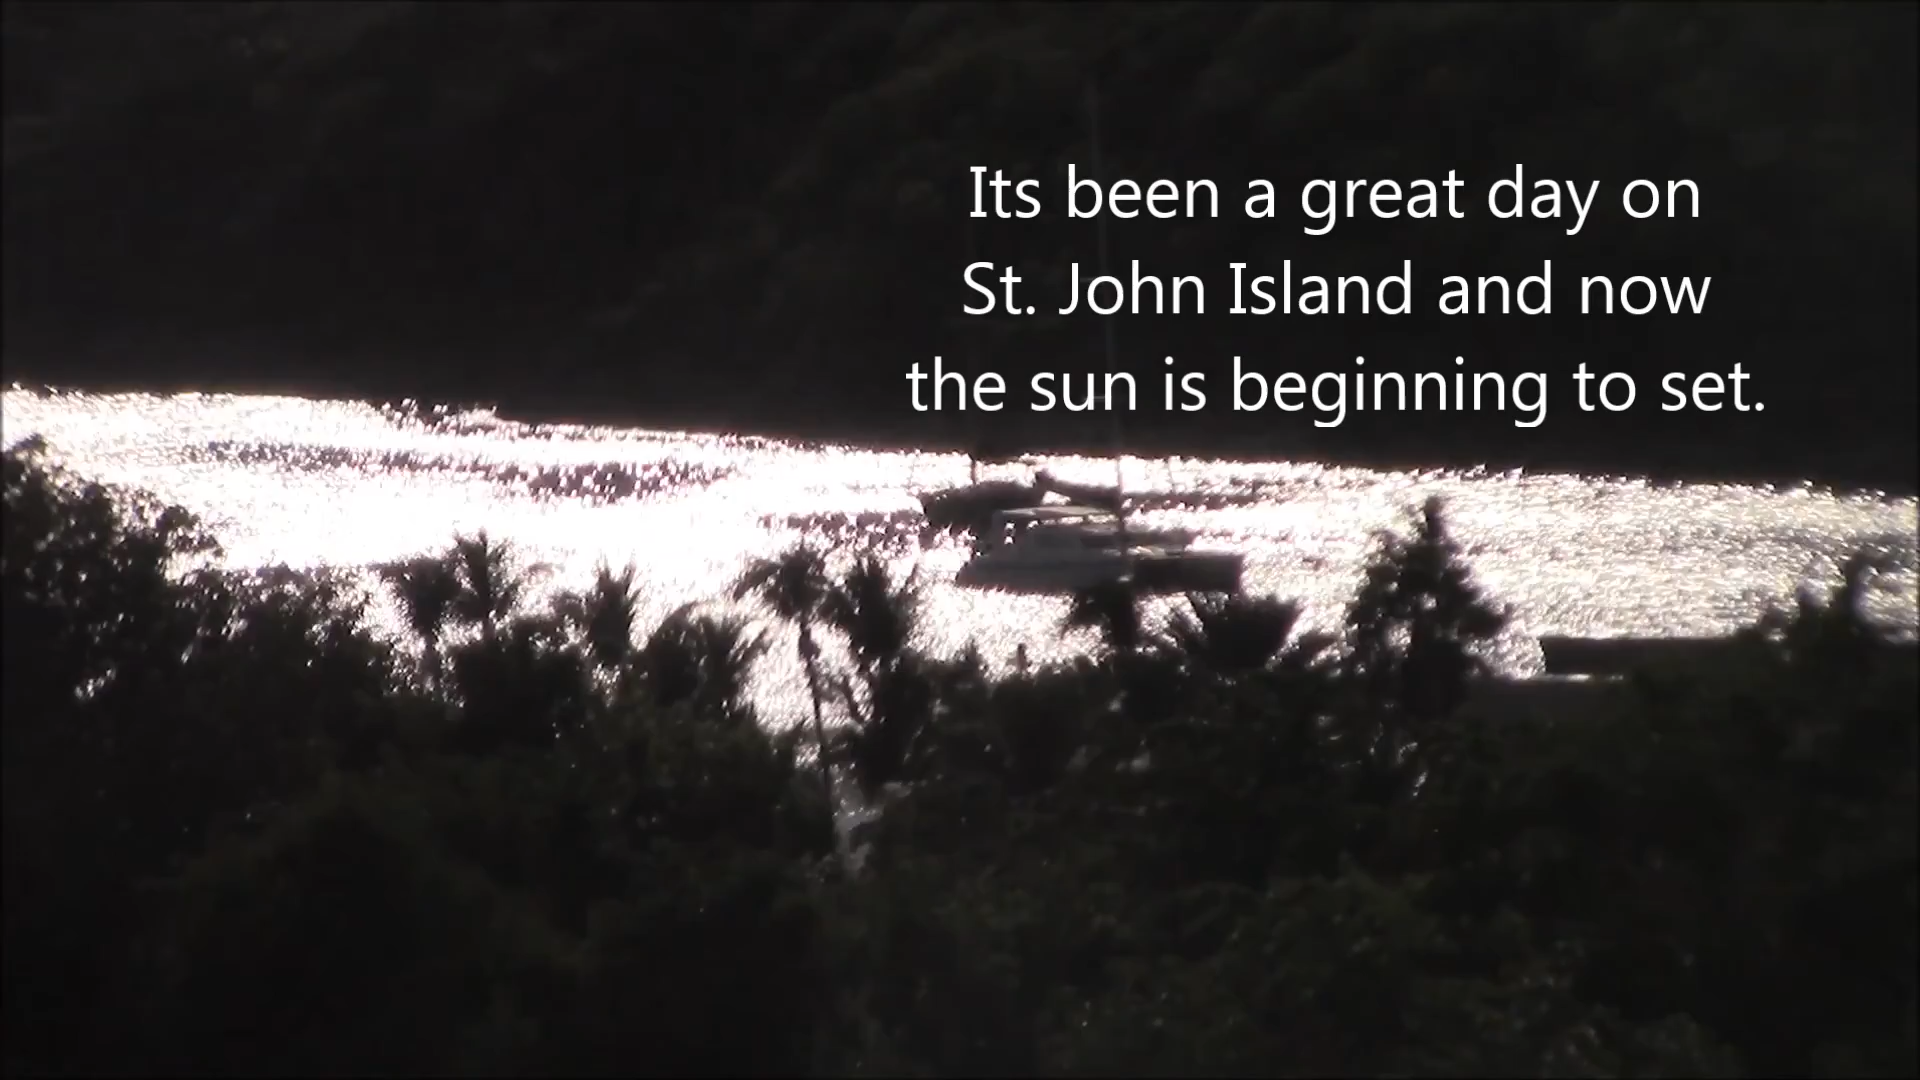 Its been a great day on
St. John Island and now
the sun is beginning to set.